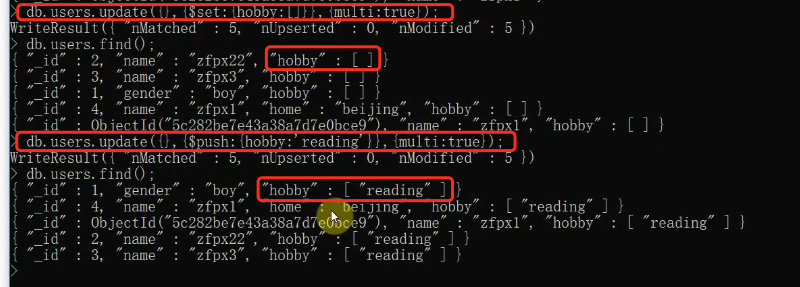 > db.users.update({},{$set:{hobby:[]}},{multi:true});
WriteResult({ "nMatched" : 5, "nUpserted" : 0, "nModified" : 5 })
> db.users.find();
{ "_id" : 2, "name" : "zfpx22", "hobby" : [ ] }
{ "_id" : 3, "name" : "zfpx3", "hobby" : [ ] }
{ "_id" : 1, "gender" : "boy", "hobby" : [ ] }
{ "_id" : 4, "name" : "zfpx1", "home" : "beijing", "hobby" : [ ] }
{ "_id" : ObjectId("5c282be7e43a38a7d7e0bce9"), "name" : "zfpx1", "hobby" : [ ] }
> db.users.update({},{$push:{hobby:'reading'}},{multi:true});
WriteResult({ "nMatched" : 5, "nUpserted" : 0, "nModified" : 5 })
> db.users.find();
{ "_id" : 1, "gender" : "boy", "hobby" : [ "reading" ] }
{ "_id" : 4, "name" : "zfpx1", "home" : "beijing", "hobby" : [ "reading" ] }
{ "_id" : ObjectId("5c282be7e43a38a7d7e0bce9"), "name" : "zfpx1", "hobby" : [ "reading" ] }
{ "_id" : 2, "name" : "zfpx22", "hobby" : [ "reading" ] }
{ "_id" : 3, "name" : "zfpx3", "hobby" : [ "reading" ] }
>